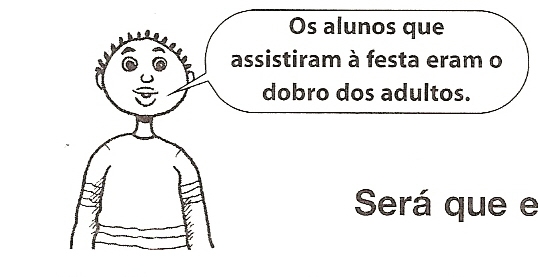 Os alunos que
assistiram à festa eram o
dobro dos adultos.
Será que e